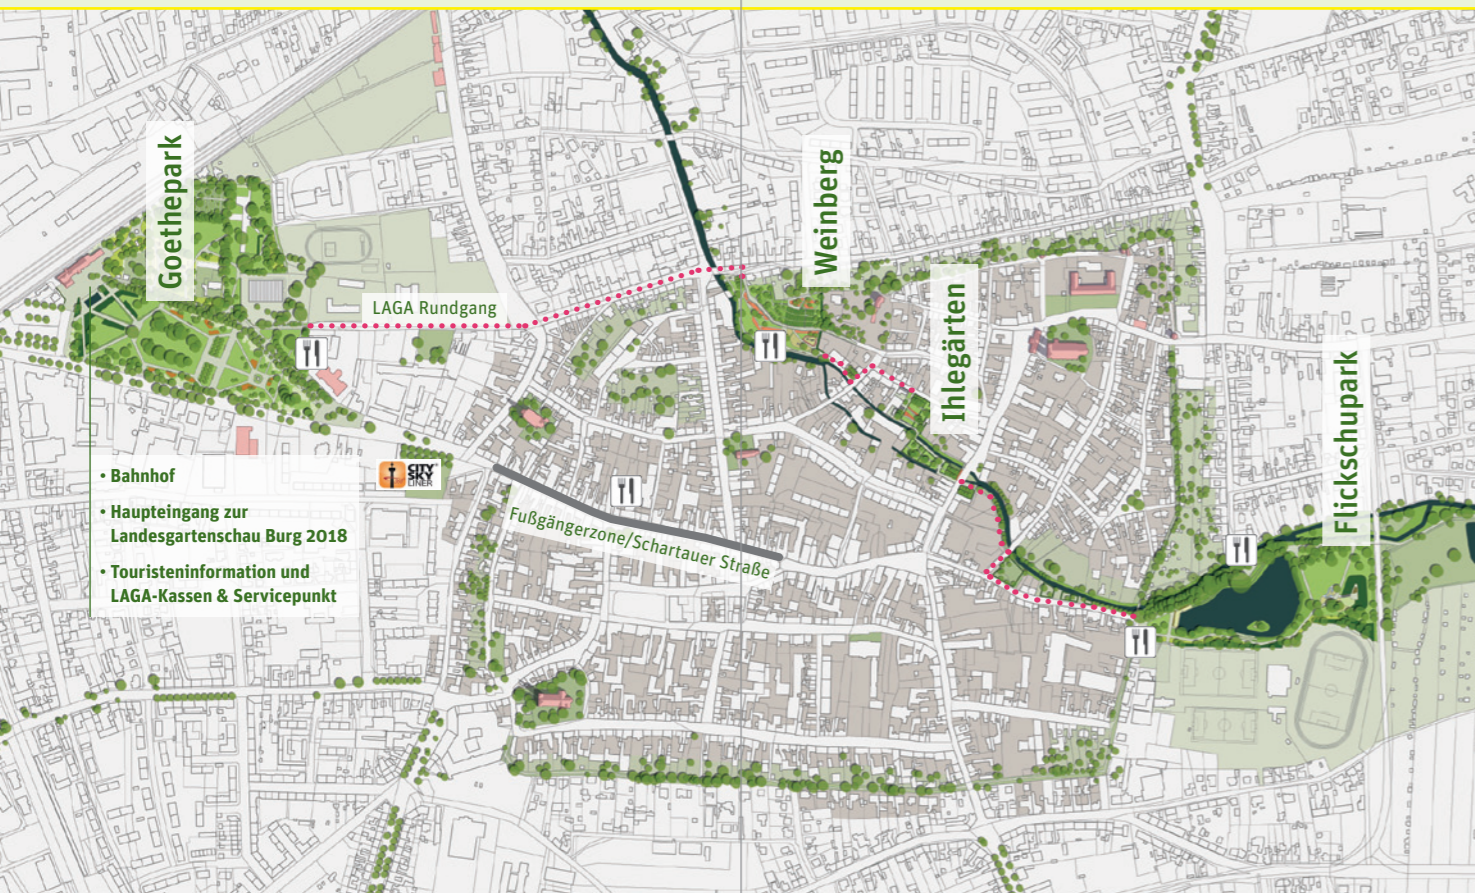 Goethepark
Weinberg
Ihlegärten
Flickschupark
LAGA Rundgang
CITY
SKY
LINER
Fußgängerzone/Schartauer Straße
• Bahnhof
• Haupteingang zur
Landesgartenschau Burg 2018
• Touristeninformation und
LAGA-Kassen & Servicepunkt